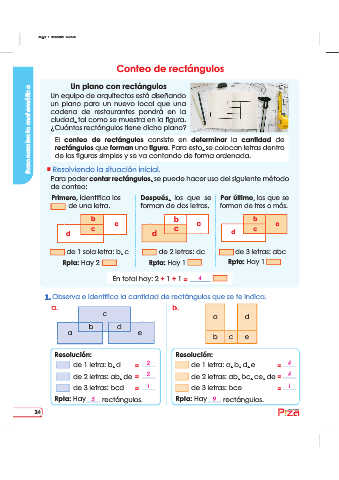 Conteo de rectángulos
Razonamiento matemático
Un plano con rectángulos
Un equipo de arquitectos está diseñando
un plano para un nuevo local que una
cadena de restaurantes pondrá en la
ciudad, tal como se muestra en la figura.
¿Cuántos rectángulos tiene dicho plano?
El conteo de rectángulos consiste en determinar la cantidad de
rectángulos que forman una figura. Para esto, se colocan letras dentro
de las figuras simples y se va contando de forma ordenada.
Resolviendo la situación inicial.
Para poder contar rectángulos, se puede hacer uso del siguiente método
de conteo:
Primero, identifica los
de una letra.
Después, los que se
forman de dos letras.
Por último, los que se
forman de tres o más.
b
c
d
e
b
c
d
e
b
c
d
e
de 1 sola letra: b, c
de 2 letras: dc
de 3 letras: abc
Rpta: Hay 2
Rpta: Hay 1
Rpta: Hay 1
En total hay: 2 + 1 + 1 = 4
1. Observa e identifica la cantidad de rectángulos que se te indica.
a.
c
a
b
d
e
b.
a
d
b
c
e
Resolución:
de 1 letra: b, d = 2
de 2 letras: ab, de = 2
de 3 letras: bcd = 1
Rpta: Hay 5 rectángulos
Resolución:
de 1 letra: a, b, d, e = 4
de 2 letras: ab, bc, ce, de = 4
de 3 letras: bce = 1
Rpta: Hay 9 rectángulos.
34